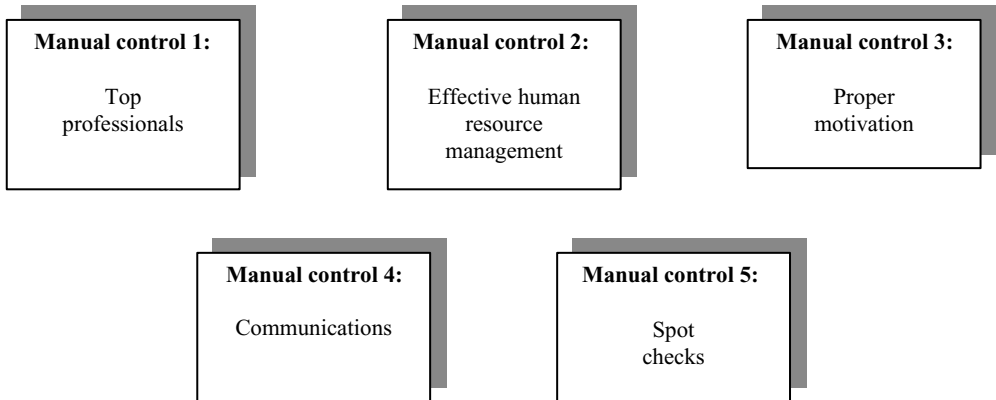 Manual control 1:
Top
professionals
Manual control 2:
Effective human
resource
management
Manual control 3:
Proper
motivation
Manual control 4:
Communications
Manual control 5:
Spot
checks